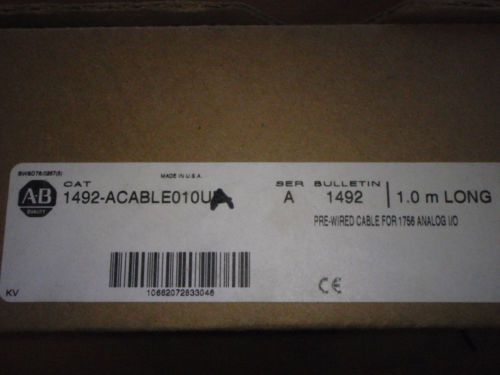 MADE IN U.S.A.
CAT
SER BULLETIN
A-B
QUALITY
A 1492 1.0 m LONG
PRE-WIRED CABLE FOR 1756 ANALOG I/O
10662072833046
CE
KV